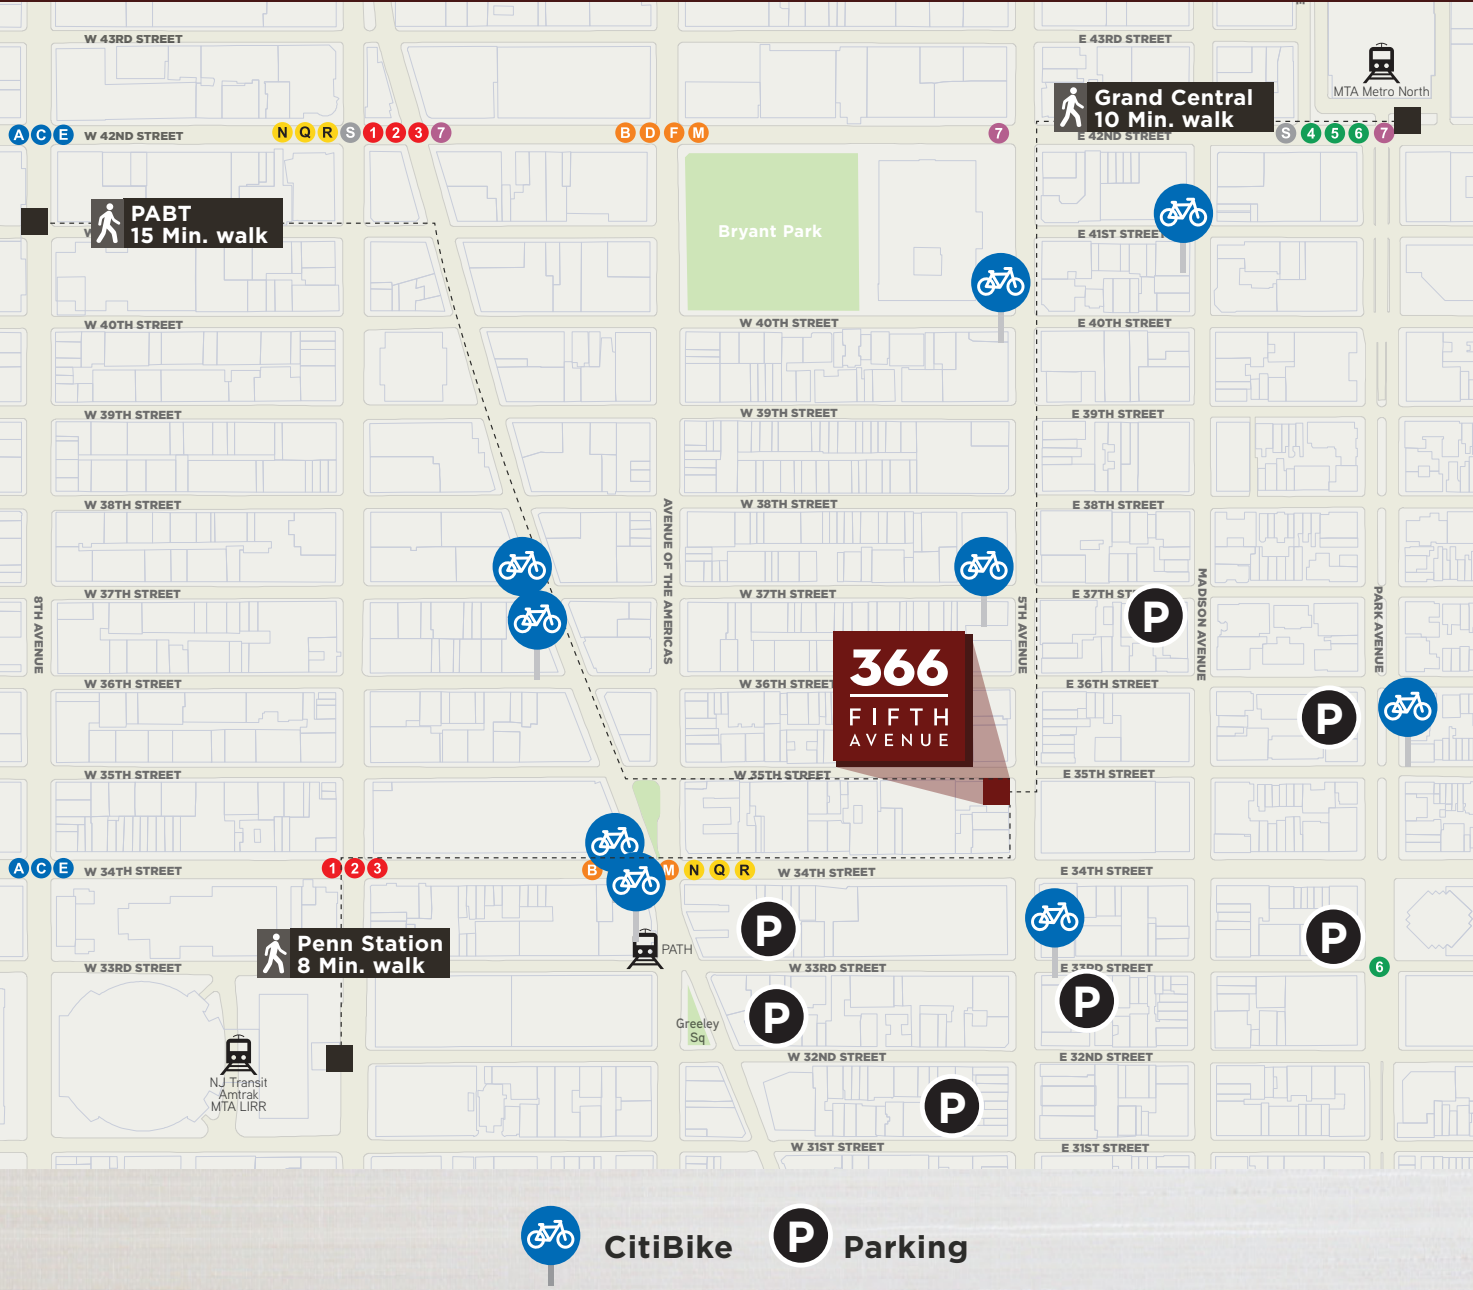 W 43RD STREET
E 43RD STREET
MTA Metro North
Grand Central
10 Min. walk
A C E
W 42ND STREET
N Q R S 1 2 3 7
B D F M
7
E 42ND STREET
S 4 5 6 7
PABT
15 Min. walk
W
Bryant Park
E 41ST STREET
W 40TH STREET
W 40TH STREET
E 40TH STREET
W 39TH STREET
W 39TH STREET
E 39TH STREET
W 38TH STREET
W 38TH STREET
E 38TH STREET
AVENUE OF THE AMERICAS
8TH AVENUE
5TH AVENUE
MADISON AVENUE
PARK AVENUE
W 37TH STREET
W 37TH STREET
E 37TH ST
P
366
FIFTH
AVENUE
W 36TH STREET
W 36TH STREET
E 36TH STREET
P
W 35TH STREET
W 35TH STREET
E 35TH STREET
A C E
W 34TH STREET
1 2 3
B
M N Q R
W 34TH STREET
E 34TH STREET
P
P
Penn Station
8 Min. walk
PATH
W 33RD STREET
W 33RD STREET
E 33RD STREET
6
P
P
Greeley
Sq
W 32ND STREET
E 32ND STREET
NJ Transit
Amtrak
MTA LIRR
P
W 31ST STREET
E 31ST STREET
CitiBike
P
Parking